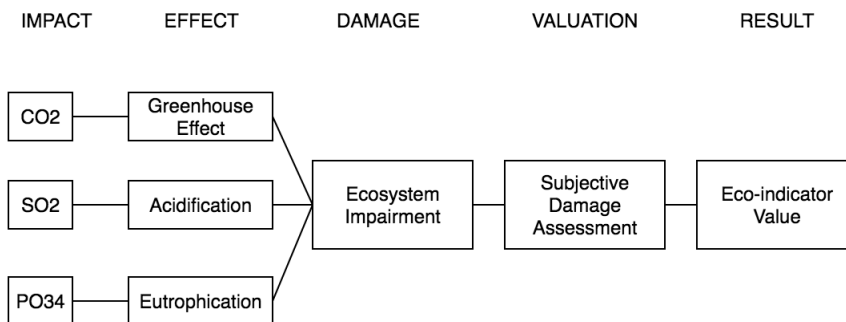 IMPACT EFFECT DAMAGE VALUATION RESULT
CO2
Greenhouse
Effect
SO2
Acidification
PO34
Eutrophication
Ecosystem
Impairment
Subjective
Damage
Assessment
Eco-indicator
Value